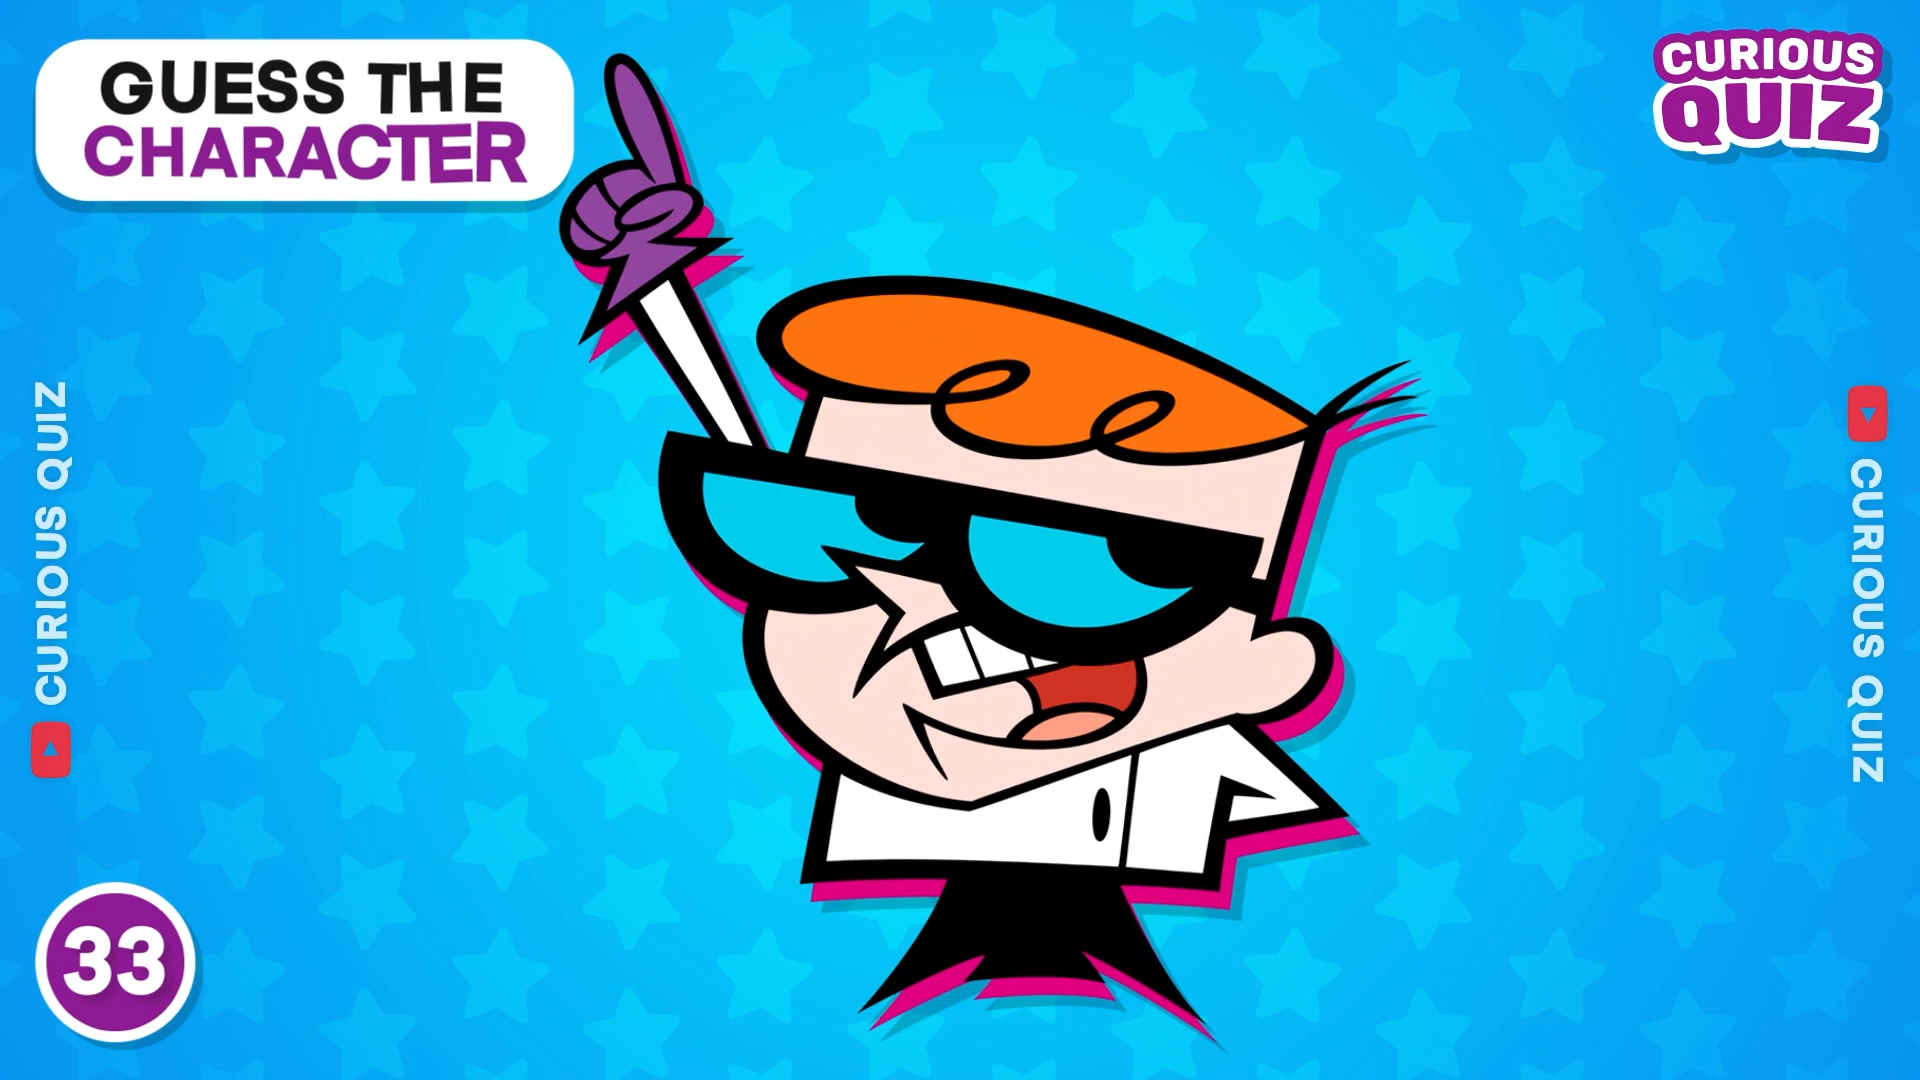 GUESS THE
CHARACTER
CURIOUS
QUIZ
CURIOUS QUIZ
CURIOUS QUIZ
33